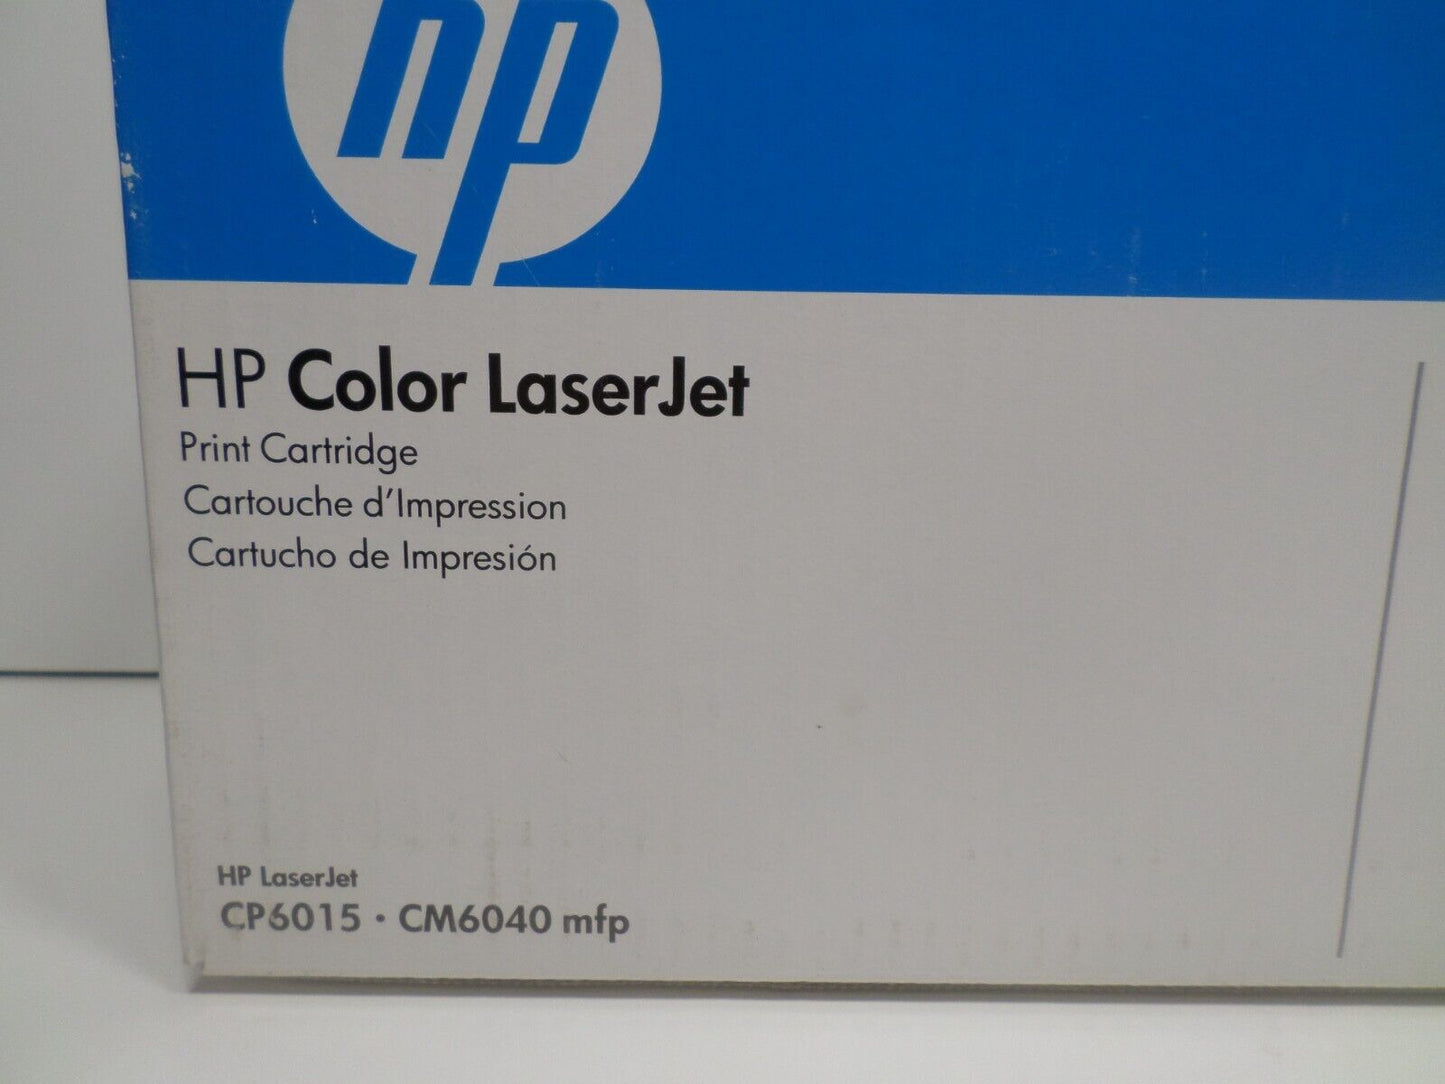 hp
HP Color LaserJet
Print Cartridge
Cartouche d'Impression
Cartucho de Impresión
HP LaserJet
CP6015 • CM6040 mfp